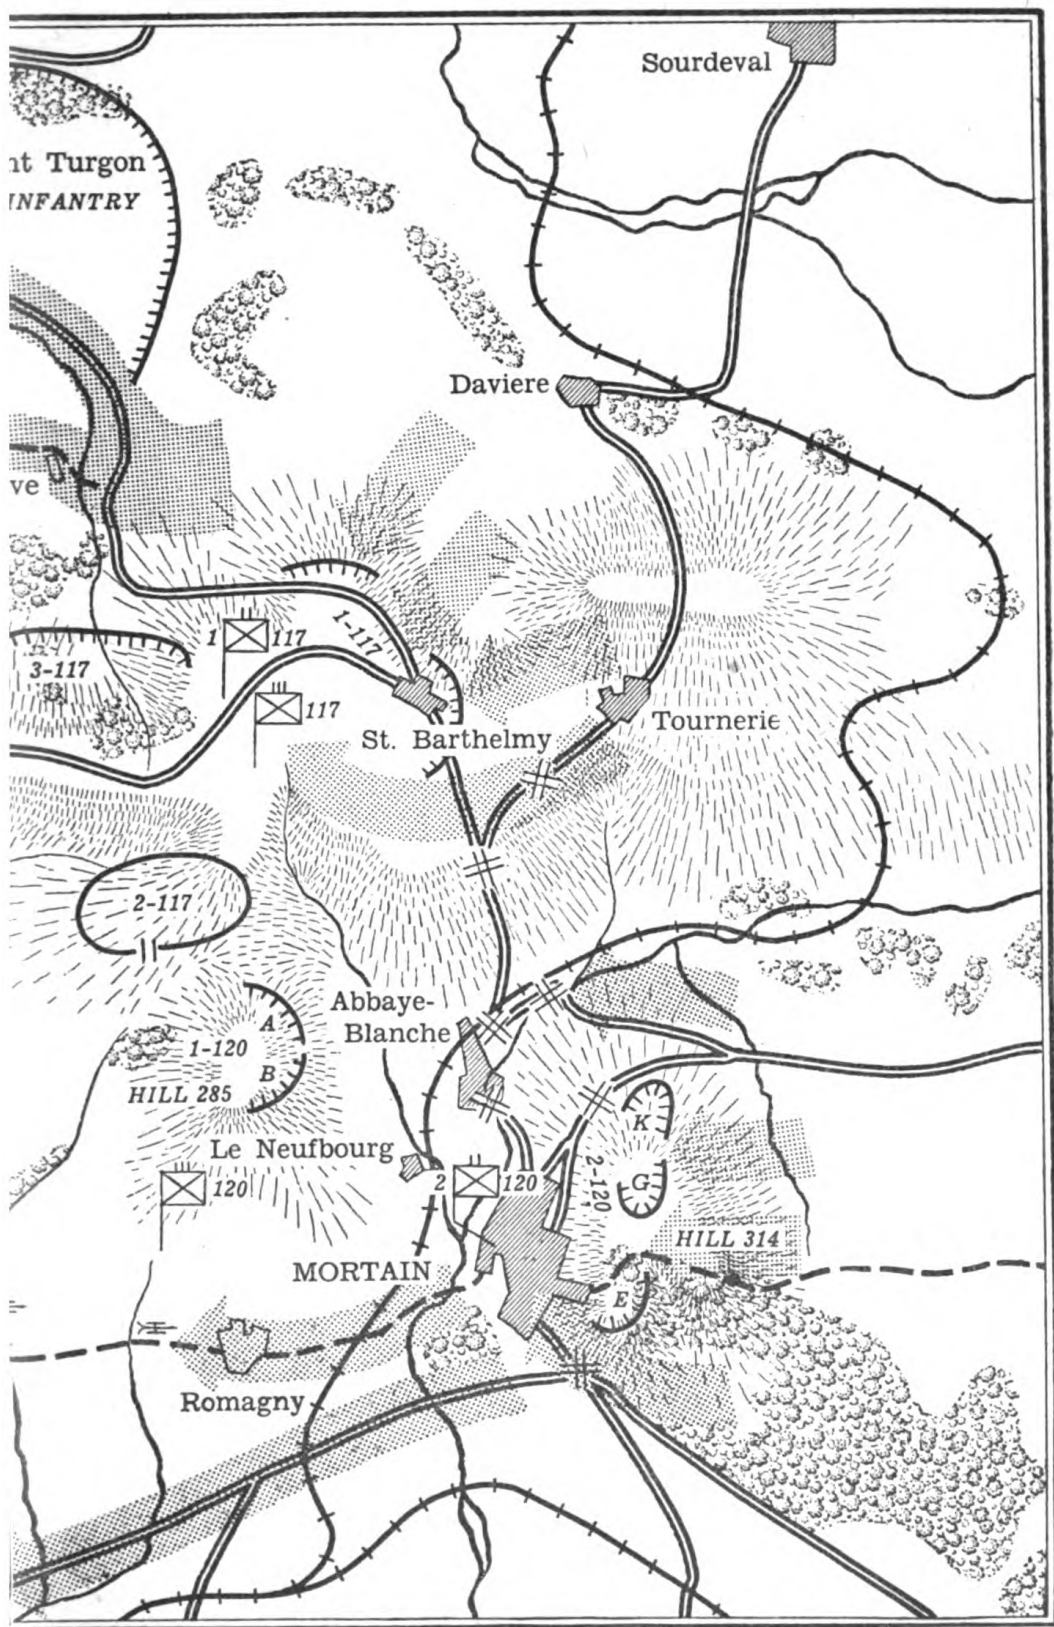 Sourdeval
nt Turgon
INFANTRY
Daviere
ve
1 117
1-117
3-117
117
Tournerie
St. Barthelmy
2-117
Abbaye-
Blanche
A
1-120
B
HILL 285
K
Le Neufbourg
2 120
120
2-120
G
HILL 314
MORTAIN
E
Romagny